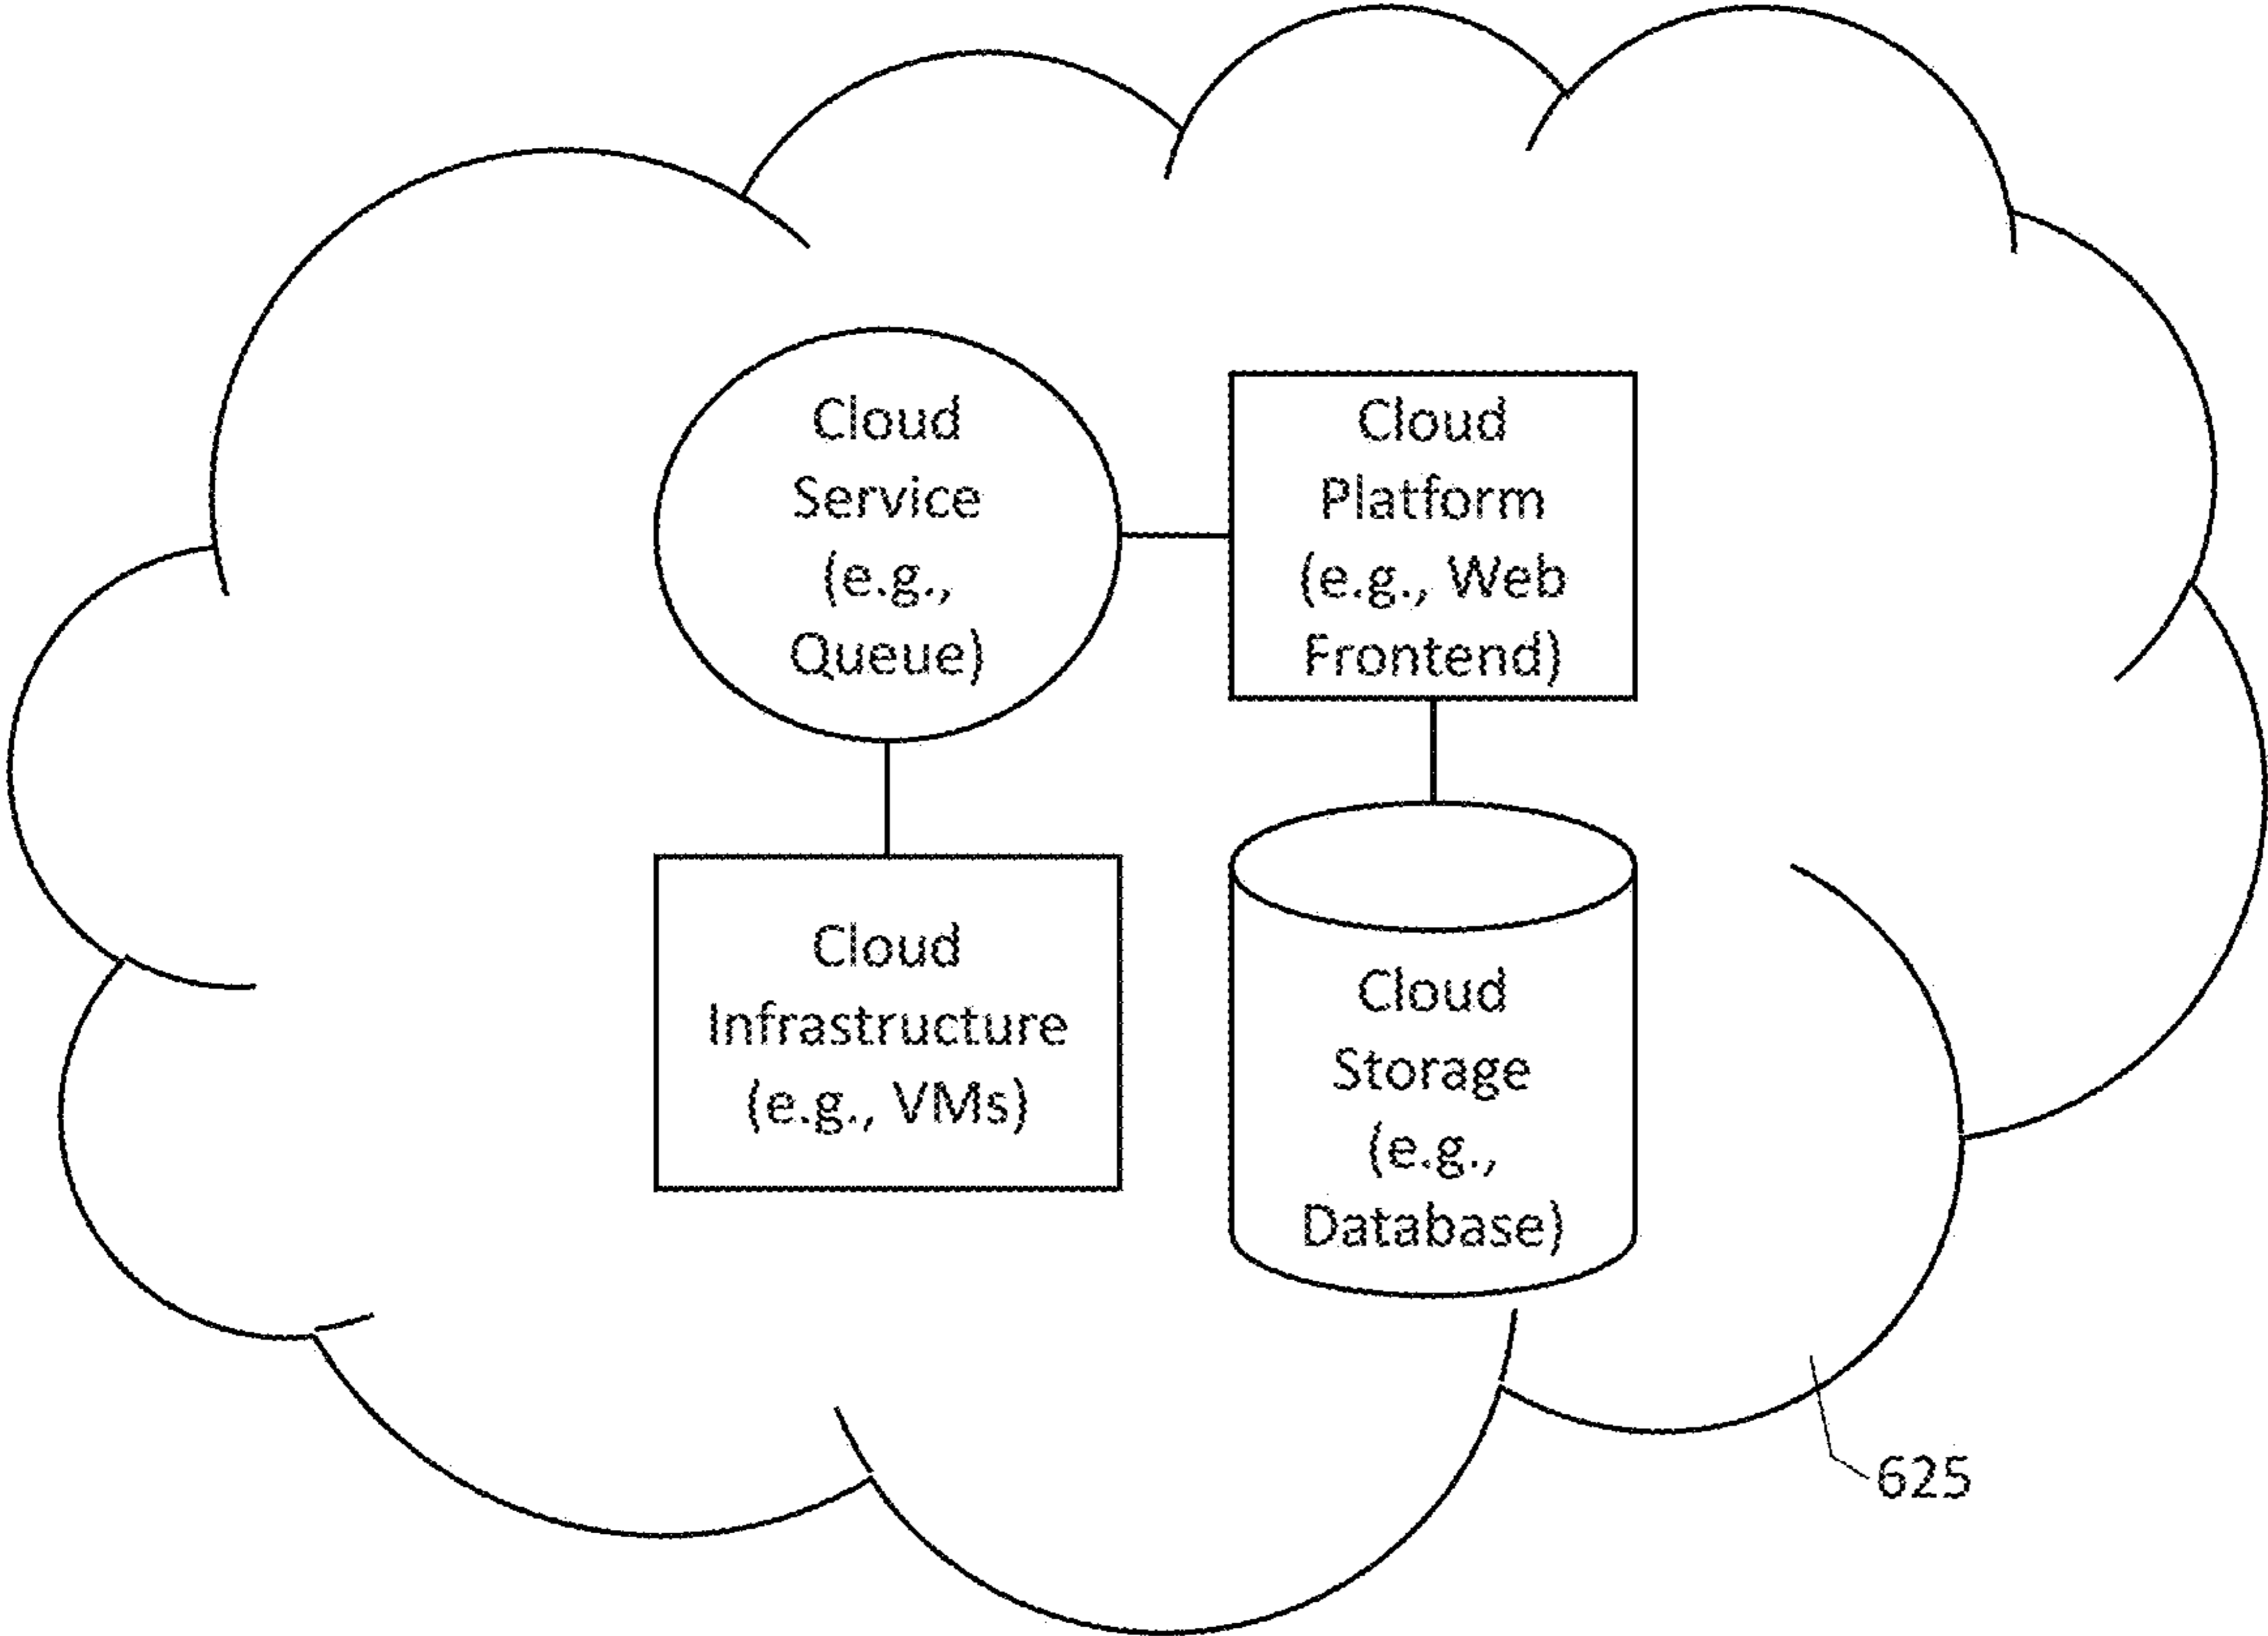 Cloud
Service
(e.g.,
Queue)
Cloud
Platform
(e.g., Web
Frontend)
Cloud
Infrastructure
(e.g., VMs)
Cloud
Storage
(e.g.,
Database)
625